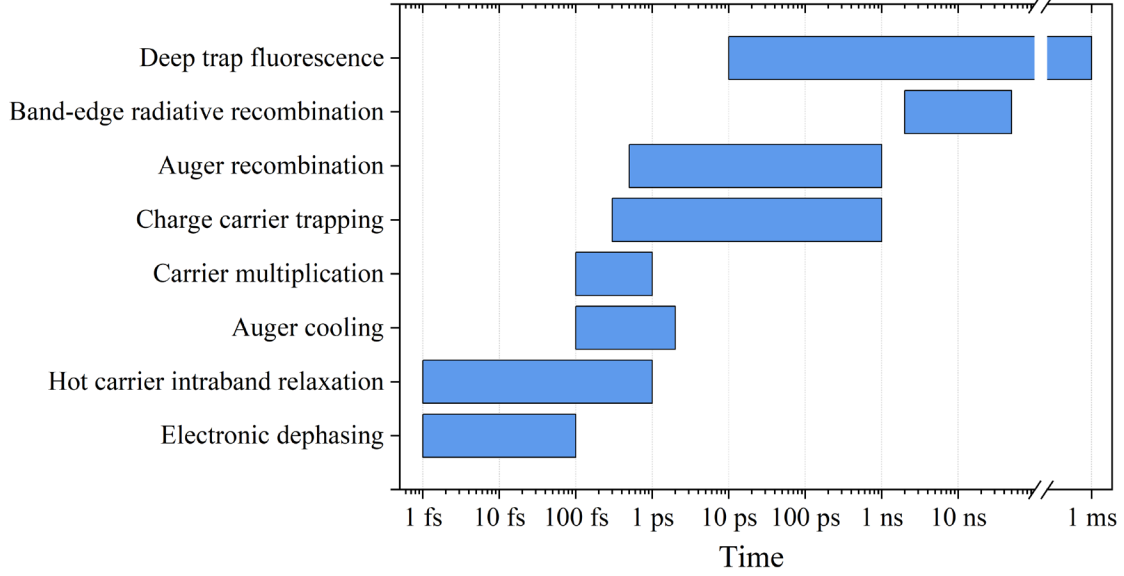 Deep trap fluorescence
Band-edge radiative recombination
Auger recombination
Charge carrier trapping
Carrier multiplication
Auger cooling
Hot carrier intraband relaxation
Electronic dephasing
1 fs 10 fs 100 fs 1 ps 10 ps 100 ps 1 ns 10 ns 1 ms
Time